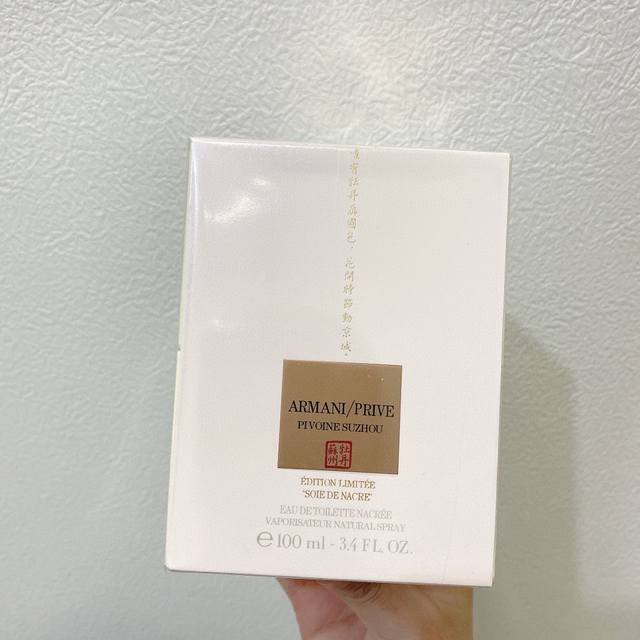 唯有牡丹真國色，花開時節動京城。
ARMANI/PRIVE
PIVOINE SUZHOU
牡丹
蘇州
ÉDITION LIMITÉE
"SOIE DE NACRE"
EAU DE TOILETTE NACRÉE
VAPORISATEUR NATURAL SPRAY
℮ 100 ml - 3.4 FL. OZ.